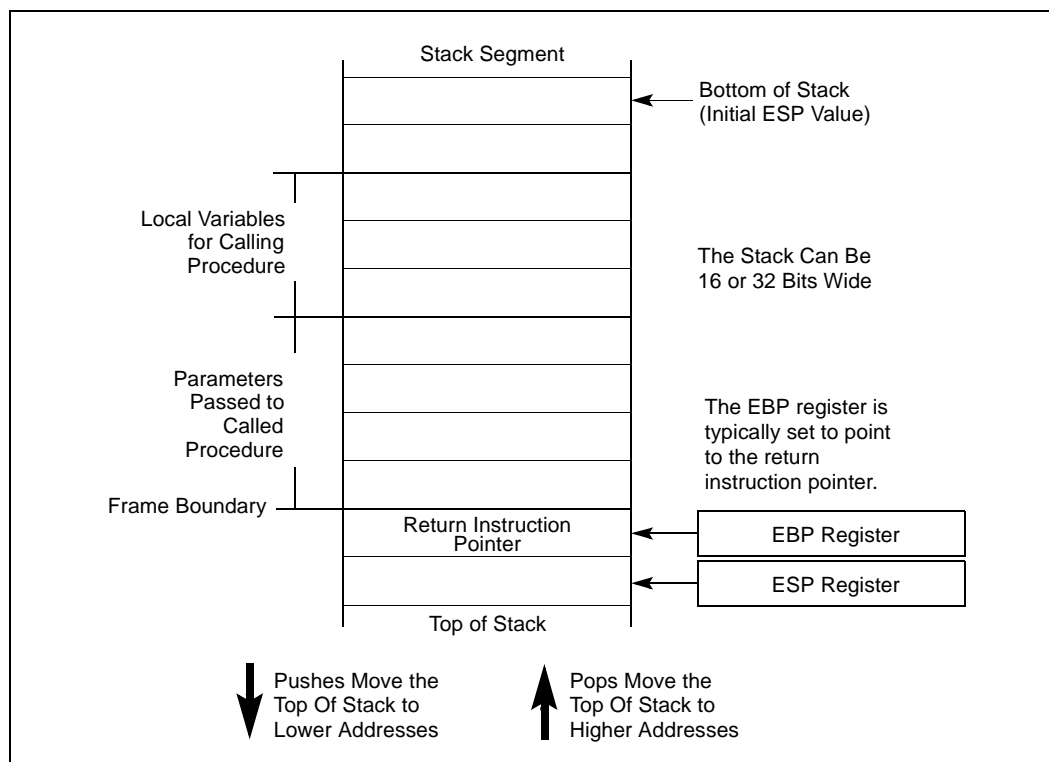 Stack Segment
Bottom of Stack
(Initial ESP Value)
Local Variables
for Calling
Procedure
The Stack Can Be
16 or 32 Bits Wide
Parameters
Passed to
Called
Procedure
The EBP register is
typically set to point
to the return
instruction pointer.
Frame Boundary
Return Instruction
Pointer
EBP Register
ESP Register
Top of Stack
Pushes Move the
Top Of Stack to
Lower Addresses
Pops Move the
Top Of Stack to
Higher Addresses